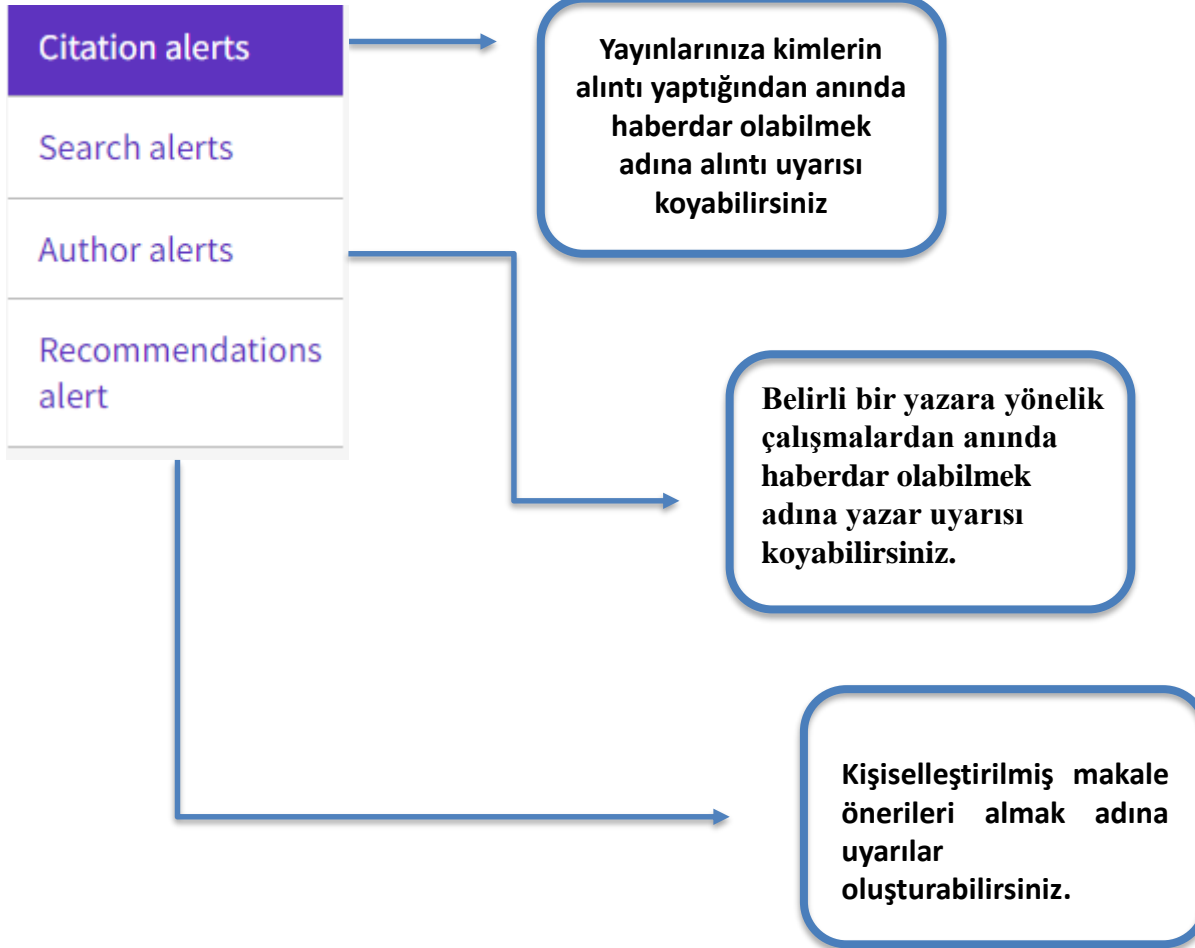 Citation alerts
Search alerts
Author alerts
Recommendations
alert
Yayınlarınıza kimlerin
alıntı yaptığından anında
haberdar olabilmek
adına alıntı uyarısı
koyabilirsiniz
Belirli bir yazara yönelik
çalışmalardan anında
haberdar olabilmek
adına yazar uyarısı
koyabilirsiniz.
Kişiselleştirilmiş makale
önerileri almak adına
uyarılar
oluşturabilirsiniz.